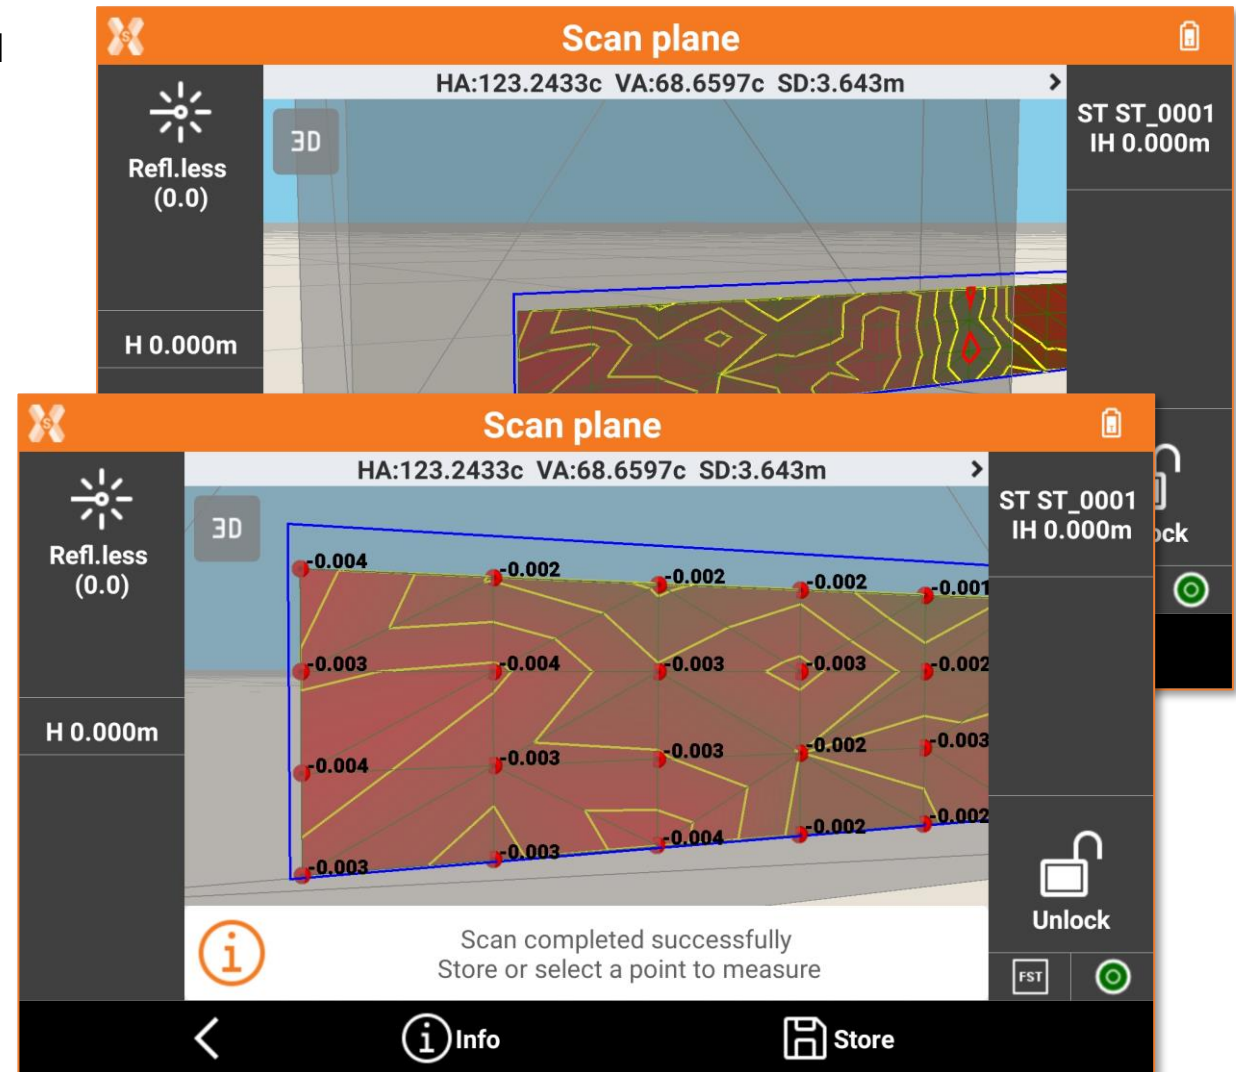 Scan plane
HA:123.2433c VA:68.6597c SD:3.643m
3D
Refl.less
(0.0)
ST ST_0001
IH 0.000m
H 0.000m
Scan plane
HA:123.2433c VA:68.6597c SD:3.643m
3D
Refl.less
(0.0)
ST ST_0001
IH 0.000m
ock
-0.004
-0.002
-0.002
-0.002
-0.001
-0.003
-0.004
-0.003
-0.003
-0.002
H 0.000m
-0.004
-0.003
-0.003
-0.002
-0.003
-0.003
-0.003
-0.004
-0.002
-0.002
Scan completed successfully
Store or select a point to measure
Unlock
FST
Info
Store